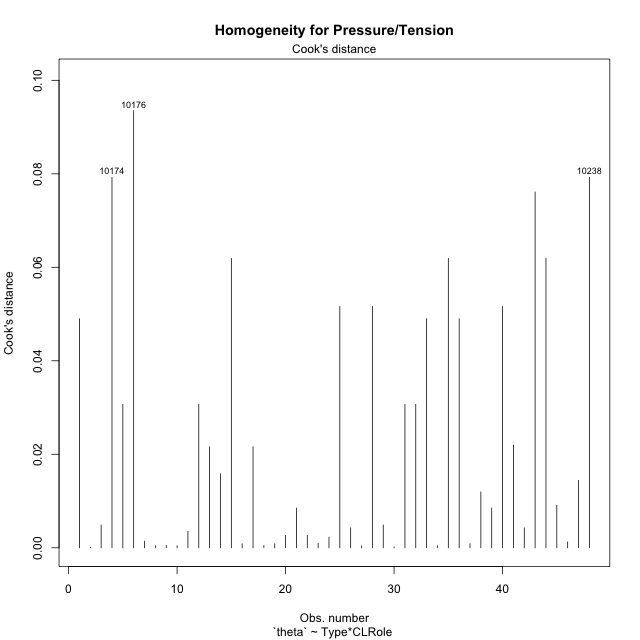 Homogeneity for Pressure/Tension
Cook's distance
Cook's distance
0.10
0.08
0.06
0.04
0.02
0.00
10176
10174
10238
0 10 20 30 40
Obs. number
`theta` ~ Type*CLRole